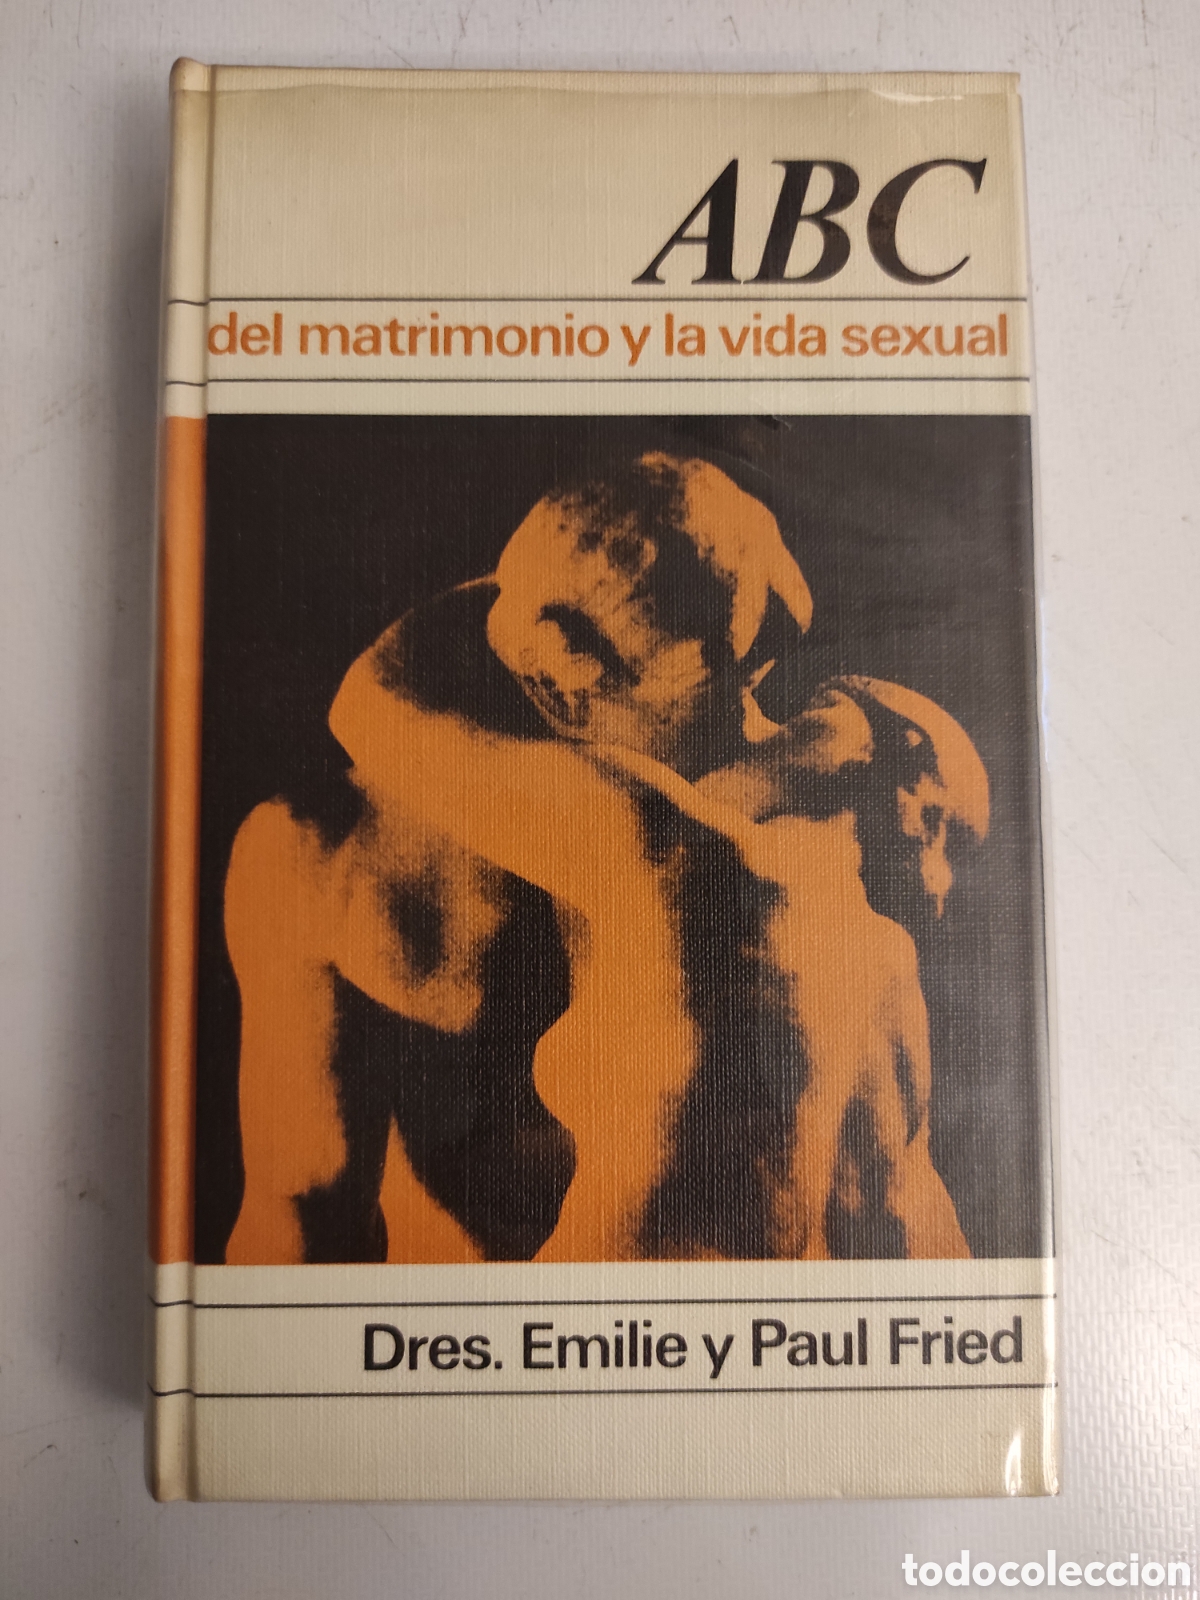 ABC
del matrimonio y la vida sexual
Dres. Emilie y Paul Fried
todocoleccion